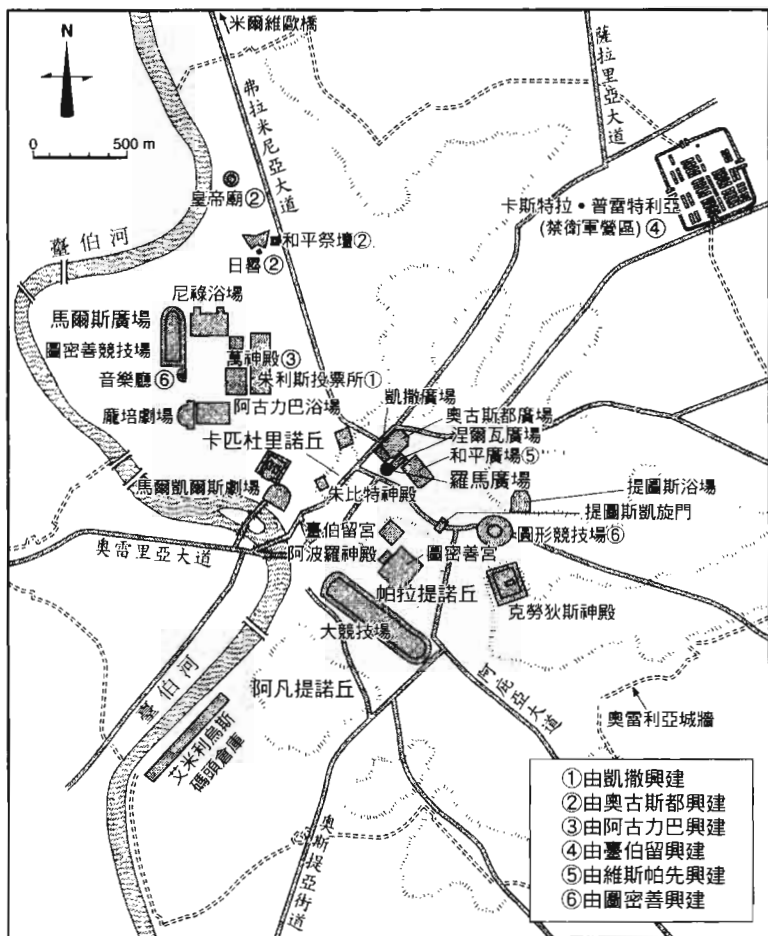 米爾維歐橋
N
0 500 m
薩拉里亞大道
弗拉米尼亞大道
皇帝廟②
卡斯特拉・普雷特利亞
(禁衛軍營區)④
臺伯河
和平祭壇②
日晷②
尼祿浴場
馬爾斯廣場
圖密善競技場
萬神殿③
音樂廳⑥
朱利斯投票所①
凱撒廣場
龐培劇場
阿古力巴浴場
奧古斯都廣場
涅爾瓦廣場
卡匹杜里諾丘
和平廣場⑤
羅馬廣場
馬爾凱爾斯劇場
朱比特神殿
提圖斯浴場
提圖斯凱旋門
臺伯留宮
圓形競技場⑥
奧雷里亞大道
阿波羅神殿
圖密善宮
帕拉提諾丘
克勞狄斯神殿
大競技場
臺伯河
阿凡提諾丘
阿庇亞大道
奧雷利亞城牆
艾米利烏斯
碼頭倉庫
奧斯提亞街道
①由凱撒興建
②由奧古斯都興建
③由阿古力巴興建
④由臺伯留興建
⑤由維斯帕先興建
⑥由圖密善興建